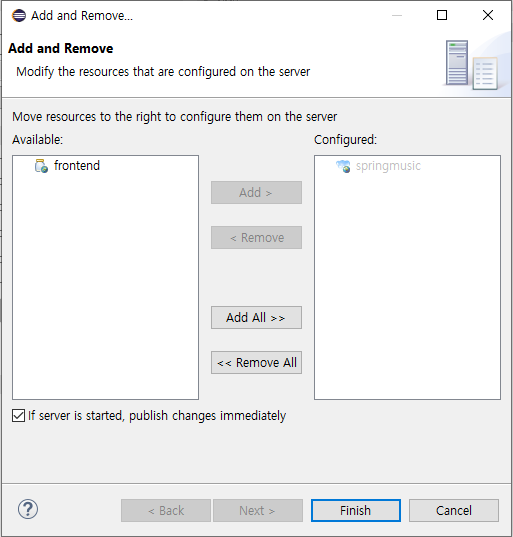 Add and Remove...
Add and Remove
Modify the resources that are configured on the server
Move resources to the right to configure them on the server
Available:
Configured:
frontend
springmusic
Add >
< Remove
Add All >>
<< Remove All
If server is started, publish changes immediately
?
< Back
Next >
Finish
Cancel